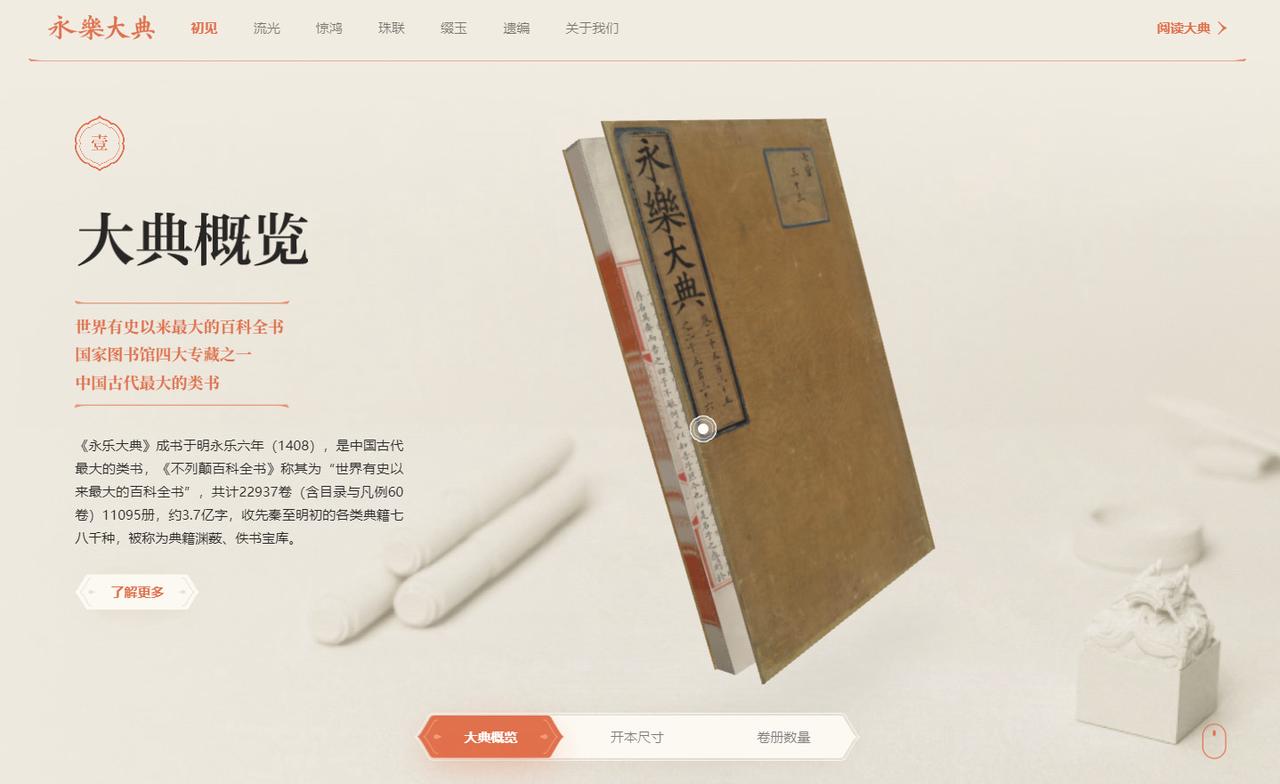 永樂大典
初见
流光
惊鸿
珠联
缀玉
遗编
关于我们
阅读大典
壹
大典概览
世界有史以来最大的百科全书
国家图书馆四大专藏之一
中国古代最大的类书
《永乐大典》成书于明永乐六年（1408），是中国古代
最大的类书，《不列颠百科全书》称其为“世界有史以
来最大的百科全书”，共计22937卷（含目录与凡例60
卷）11095册，约3.7亿字，收先秦至明初的各类典籍七
八千种，被称为典籍渊薮、佚书宝库。
了解更多
永樂大典
大典概览
开本尺寸
卷册数量